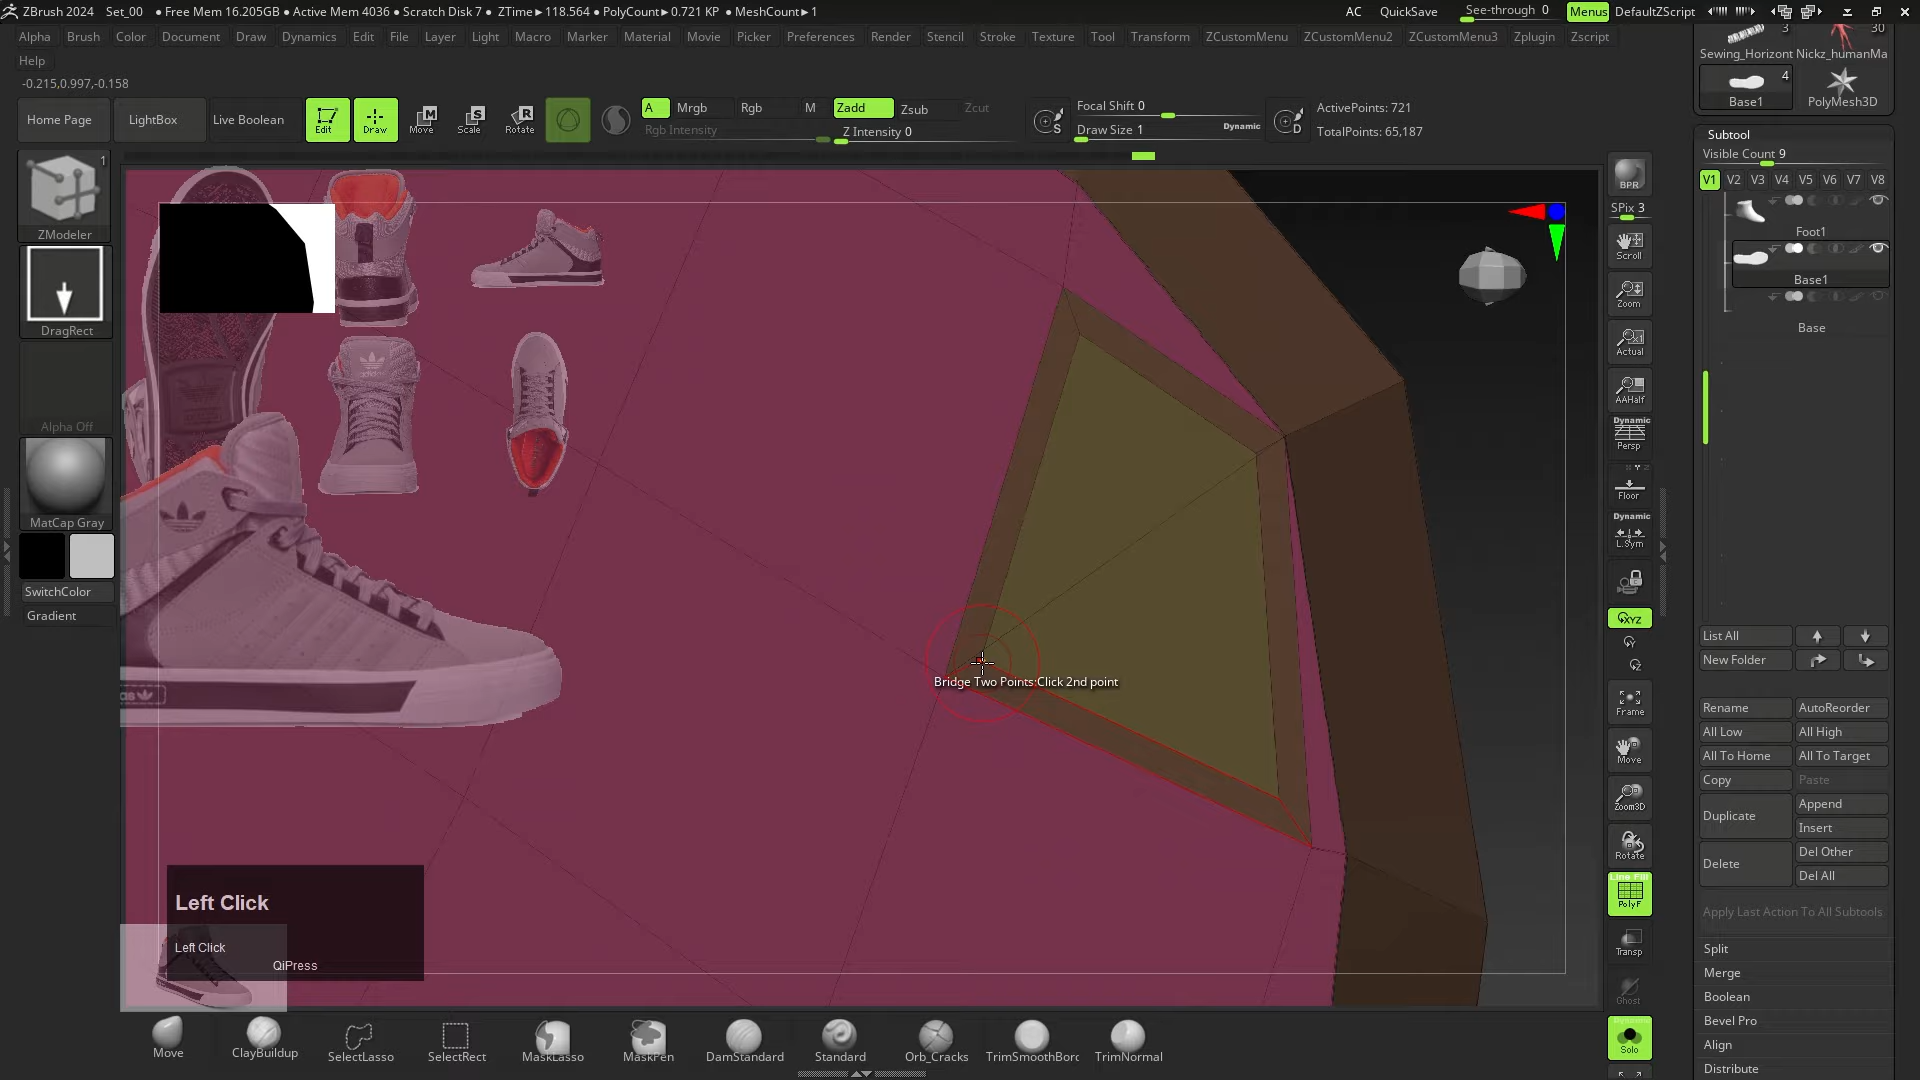 ZBrush 2024 Set_00 • Free Mem 16.205GB • Active Mem 4036 • Scratch Disk 7 • ZTime►118.564 • PolyCount►0.721 KP • MeshCount►1
AC QuickSave See-through 0 Menus DefaultZScript
Alpha Brush Color Document Draw Dynamics Edit File Layer Light Macro Marker Material Movie Picker Preferences Render Stencil Stroke Texture Tool Transform ZCustomMenu ZCustomMenu2 ZCustomMenu3 Zplugin Zscript
Help
-0.215,0.997,-0.158
Home Page LightBox Live Boolean Edit Draw Move Scale Rotate
A Mrgb Rgb M Zadd Zsub Zcut
Rgb Intensity Z Intensity 0
Focal Shift 0
Draw Size 1 Dynamic
ActivePoints: 721
TotalPoints: 65,187
1
ZModeler
DragRect
Alpha Off
MatCap Gray
SwitchColor
Gradient
Bridge Two Points:Click 2nd point
Left Click
Left Click
QiPress
Move ClayBuildup SelectLasso SelectRect MaskLasso MaskPen DamStandard Standard Orb_Cracks TrimSmoothBorc TrimNormal
BPR
SPix 3
Scroll
Zoom
Actual
AAHalf
Dynamic
Persp
Floor
Dynamic
L.Sym
XYZ
Frame
Move
Zoom3D
Rotate
Line Fill
PolyF
Transp
Ghost
Solo
3 30
Sewing_Horizont Nickz_humanMa
4
Base1 PolyMesh3D
Subtool
Visible Count 9
V1 V2 V3 V4 V5 V6 V7 V8
Foot1
Base1
Base
List All
New Folder
Rename AutoReorder
All Low All High
All To Home All To Target
Copy Paste
Duplicate Append
Insert
Delete Del Other
Del All
Apply Last Action To All Subtools
Split
Merge
Boolean
Bevel Pro
Align
Distribute